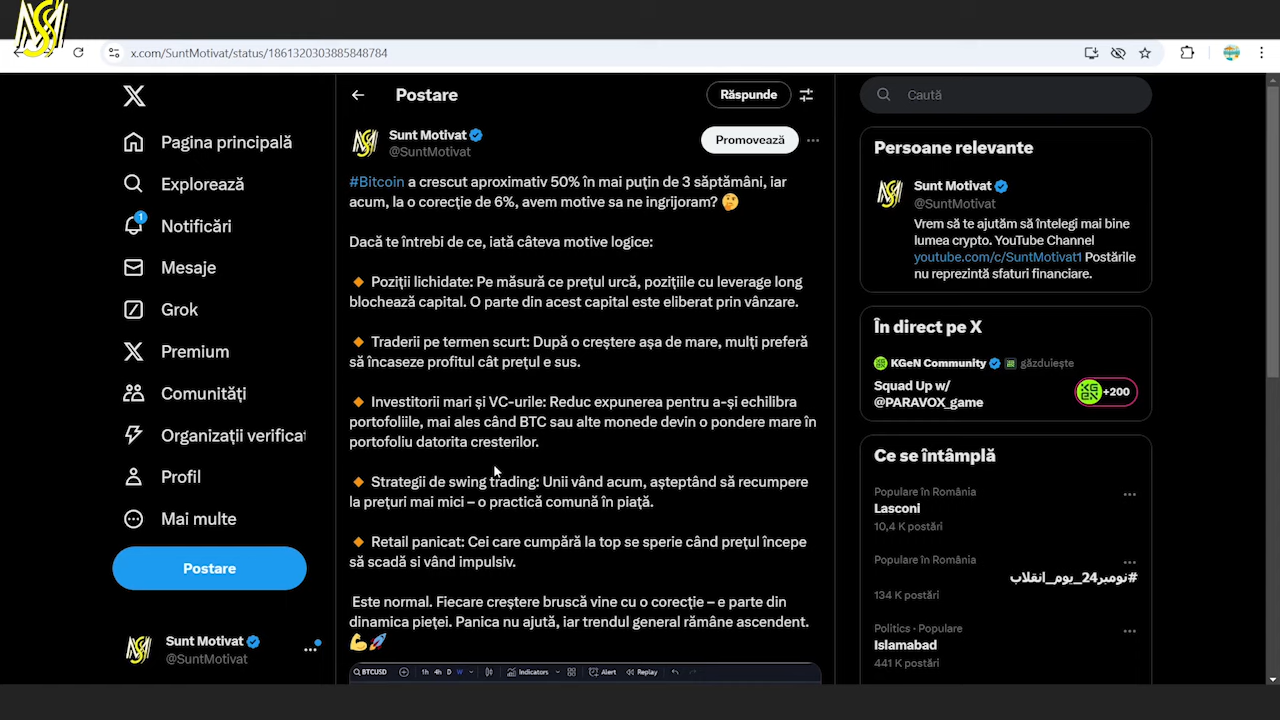 x.com/SuntMotivat/status/1861320303885848784
Pagina principală
Explorează
1
Notificări
Mesaje
Grok
Premium
Comunități
Organizații verificat
Profil
Mai multe
Postare
Sunt Motivat
@SuntMotivat
Postare
Răspunde
Sunt Motivat
@SuntMotivat
Promovează
#Bitcoin a crescut aproximativ 50% în mai puțin de 3 săptămâni, iar
acum, la o corecție de 6%, avem motive sa ne ingrijoram? 🤔
Dacă te întrebi de ce, iată câteva motive logice:
🔸 Poziții lichidate: Pe măsură ce prețul urcă, pozițiile cu leverage long
blochează capital. O parte din acest capital este eliberat prin vânzare.
🔸 Traderii pe termen scurt: După o creștere așa de mare, mulți preferă
să încaseze profitul cât prețul e sus.
🔸 Investitorii mari și VC-urile: Reduc expunerea pentru a-și echilibra
portofoliile, mai ales când BTC sau alte monede devin o pondere mare în
portofoliu datorita cresterilor.
🔸 Strategii de swing trading: Unii vând acum, așteptând să recumpere
la prețuri mai mici – o practică comună în piață.
🔸 Retail panicat: Cei care cumpără la top se sperie când prețul începe
să scadă si vând impulsiv.
Este normal. Fiecare creștere bruscă vine cu o corecție – e parte din
dinamica pieței. Panica nu ajută, iar trendul general rămâne ascendent.
💪🚀
BTCUSD 1h 4h D W Indicators Alert Replay
Caută
Persoane relevante
Sunt Motivat
@SuntMotivat
Vrem să te ajutăm să întelegi mai bine
lumea crypto. YouTube Channel
youtube.com/c/SuntMotivat1 Postările
nu reprezintă sfaturi financiare.
În direct pe X
KGeN Community găzduiește
Squad Up w/
@PARAVOX_game
+200
Ce se întâmplă
Populare în România
Lasconi
10,4 K postări
Populare în România
#نومبر24_یوم_انقلاب
134 K postări
Politics · Populare
Islamabad
441 K postări